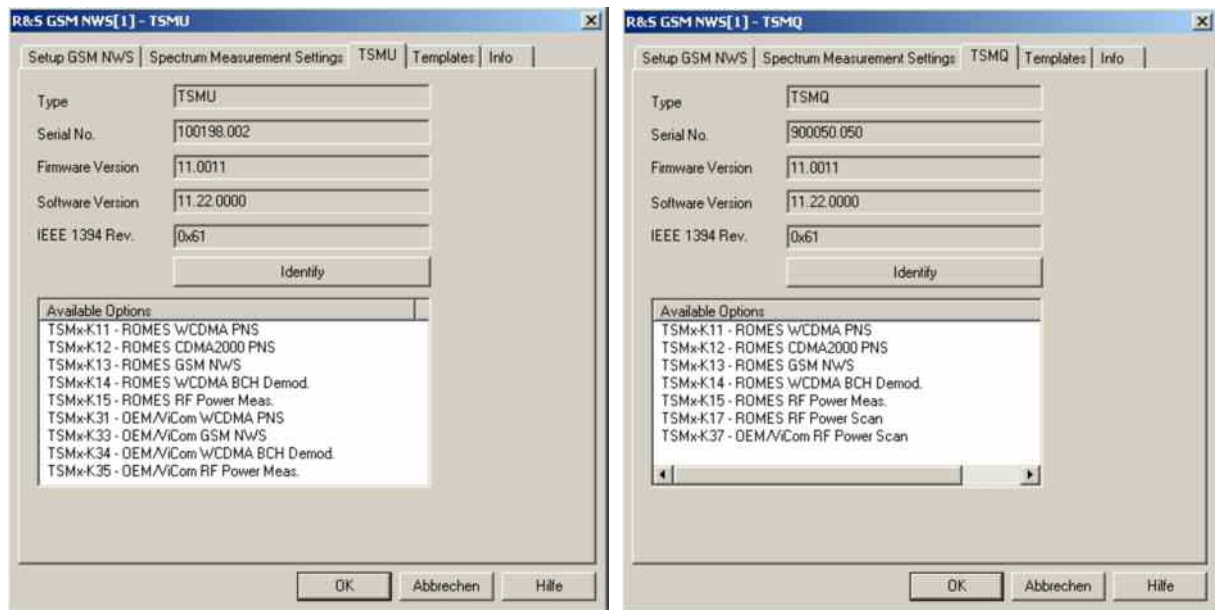 R&S GSM NWS[1] - TSMU
Setup GSM NWS
Spectrum Measurement Settings
TSMU
Templates
Info
Type
TSMU
Serial No.
100198.002
Firmware Version
11.0011
Software Version
11.22.0000
IEEE 1394 Rev.
0x61
Identify
Available Options
TSMx-K11 - ROMES WCDMA PNS
TSMx-K12 - ROMES CDMA2000 PNS
TSMx-K13 - ROMES GSM NWS
TSMx-K14 - ROMES WCDMA BCH Demod.
TSMx-K15 - ROMES RF Power Meas.
TSMx-K31 - OEM/ViCom WCDMA PNS
TSMx-K33 - OEM/ViCom GSM NWS
TSMx-K34 - OEM/ViCom WCDMA BCH Demod.
TSMx-K35 - OEM/ViCom RF Power Meas.
OK
Abbrechen
Hilfe
R&S GSM NWS[1] - TSMQ
Setup GSM NWS
Spectrum Measurement Settings
TSMQ
Templates
Info
Type
TSMQ
Serial No.
900050.050
Firmware Version
11.0011
Software Version
11.22.0000
IEEE 1394 Rev.
0x61
Identify
Available Options
TSMx-K11 - ROMES WCDMA PNS
TSMx-K12 - ROMES CDMA2000 PNS
TSMx-K13 - ROMES GSM NWS
TSMx-K14 - ROMES WCDMA BCH Demod.
TSMx-K15 - ROMES RF Power Meas.
TSMx-K17 - ROMES RF Power Scan
TSMx-K37 - OEM/ViCom RF Power Scan
OK
Abbrechen
Hilfe